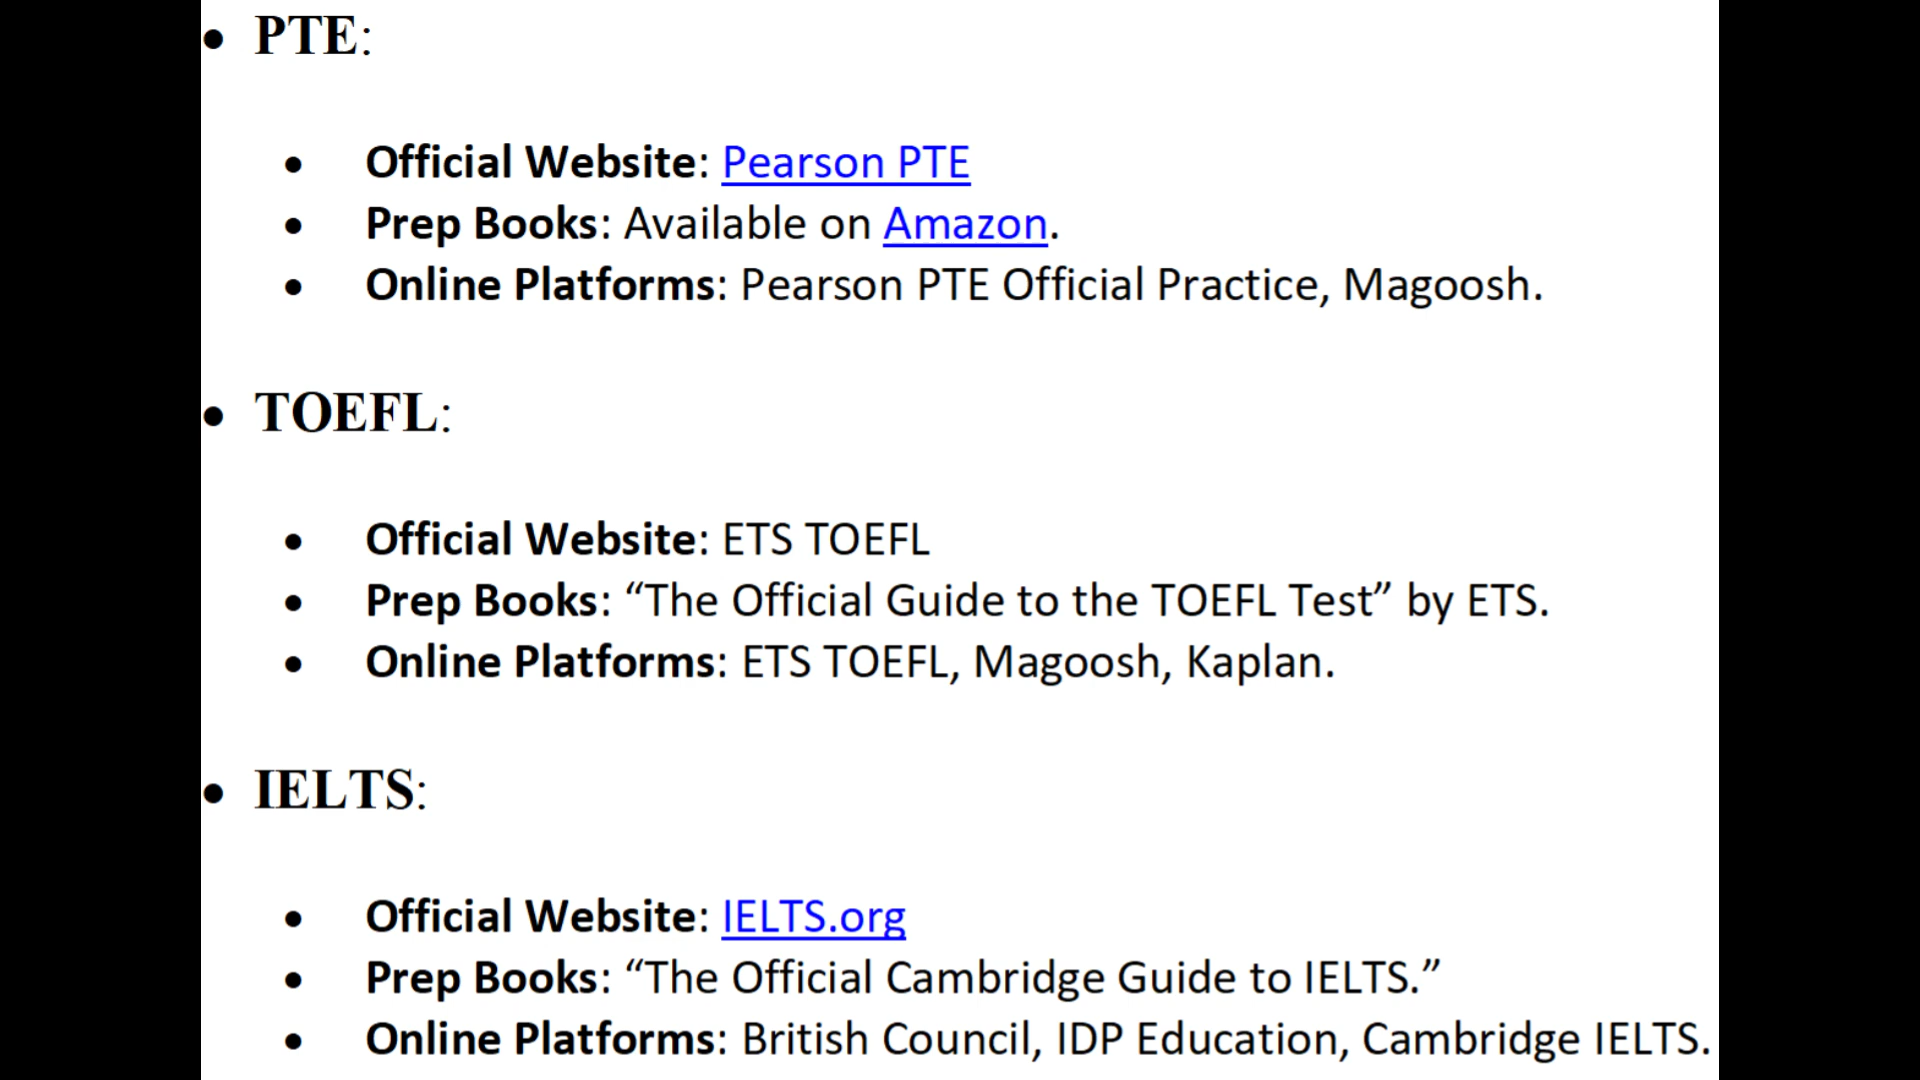 • PTE:
• Official Website: Pearson PTE
• Prep Books: Available on Amazon.
• Online Platforms: Pearson PTE Official Practice, Magoosh.
• TOEFL:
• Official Website: ETS TOEFL
• Prep Books: “The Official Guide to the TOEFL Test” by ETS.
• Online Platforms: ETS TOEFL, Magoosh, Kaplan.
• IELTS:
• Official Website: IELTS.org
• Prep Books: “The Official Cambridge Guide to IELTS.”
• Online Platforms: British Council, IDP Education, Cambridge IELTS.